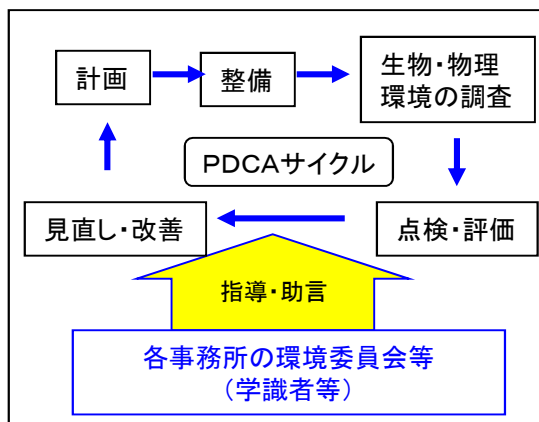 計画
整備
生物・物理
環境の調査
PDCAサイクル
見直し・改善
点検・評価
指導・助言
各事務所の環境委員会等
（学識者等）